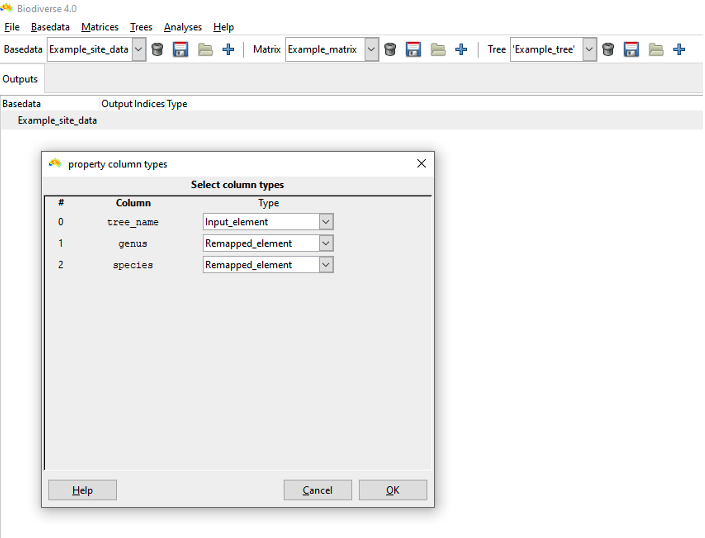 Biodiverse 4.0
File Basedata Matrices Trees Analyses Help
Basedata Example_site_data Matrix Example_matrix Tree 'Example_tree'
Outputs
Basedata Output Indices Type
Example_site_data
property column types
Select column types
# Column Type
0 tree_name Input_element
1 genus Remapped_element
2 species Remapped_element
Help Cancel OK